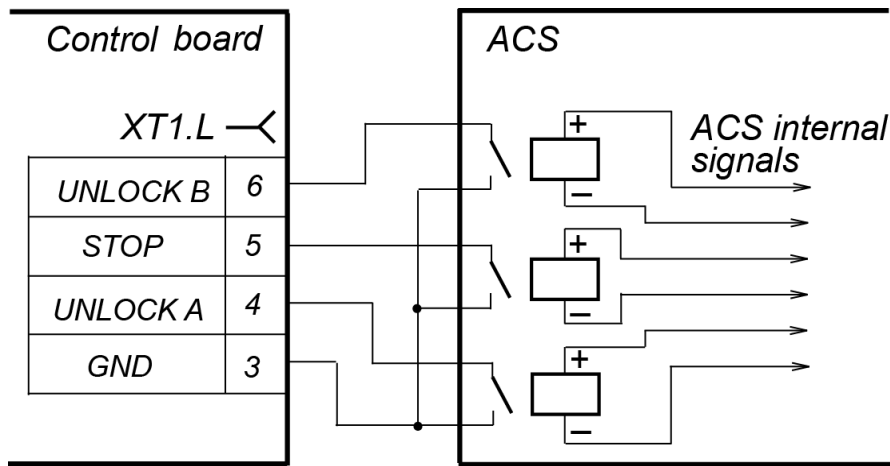 Control board
ACS
XT1.L
ACS internal
signals
UNLOCK B 6
STOP 5
UNLOCK A 4
GND 3
+
−
+
−
+
−